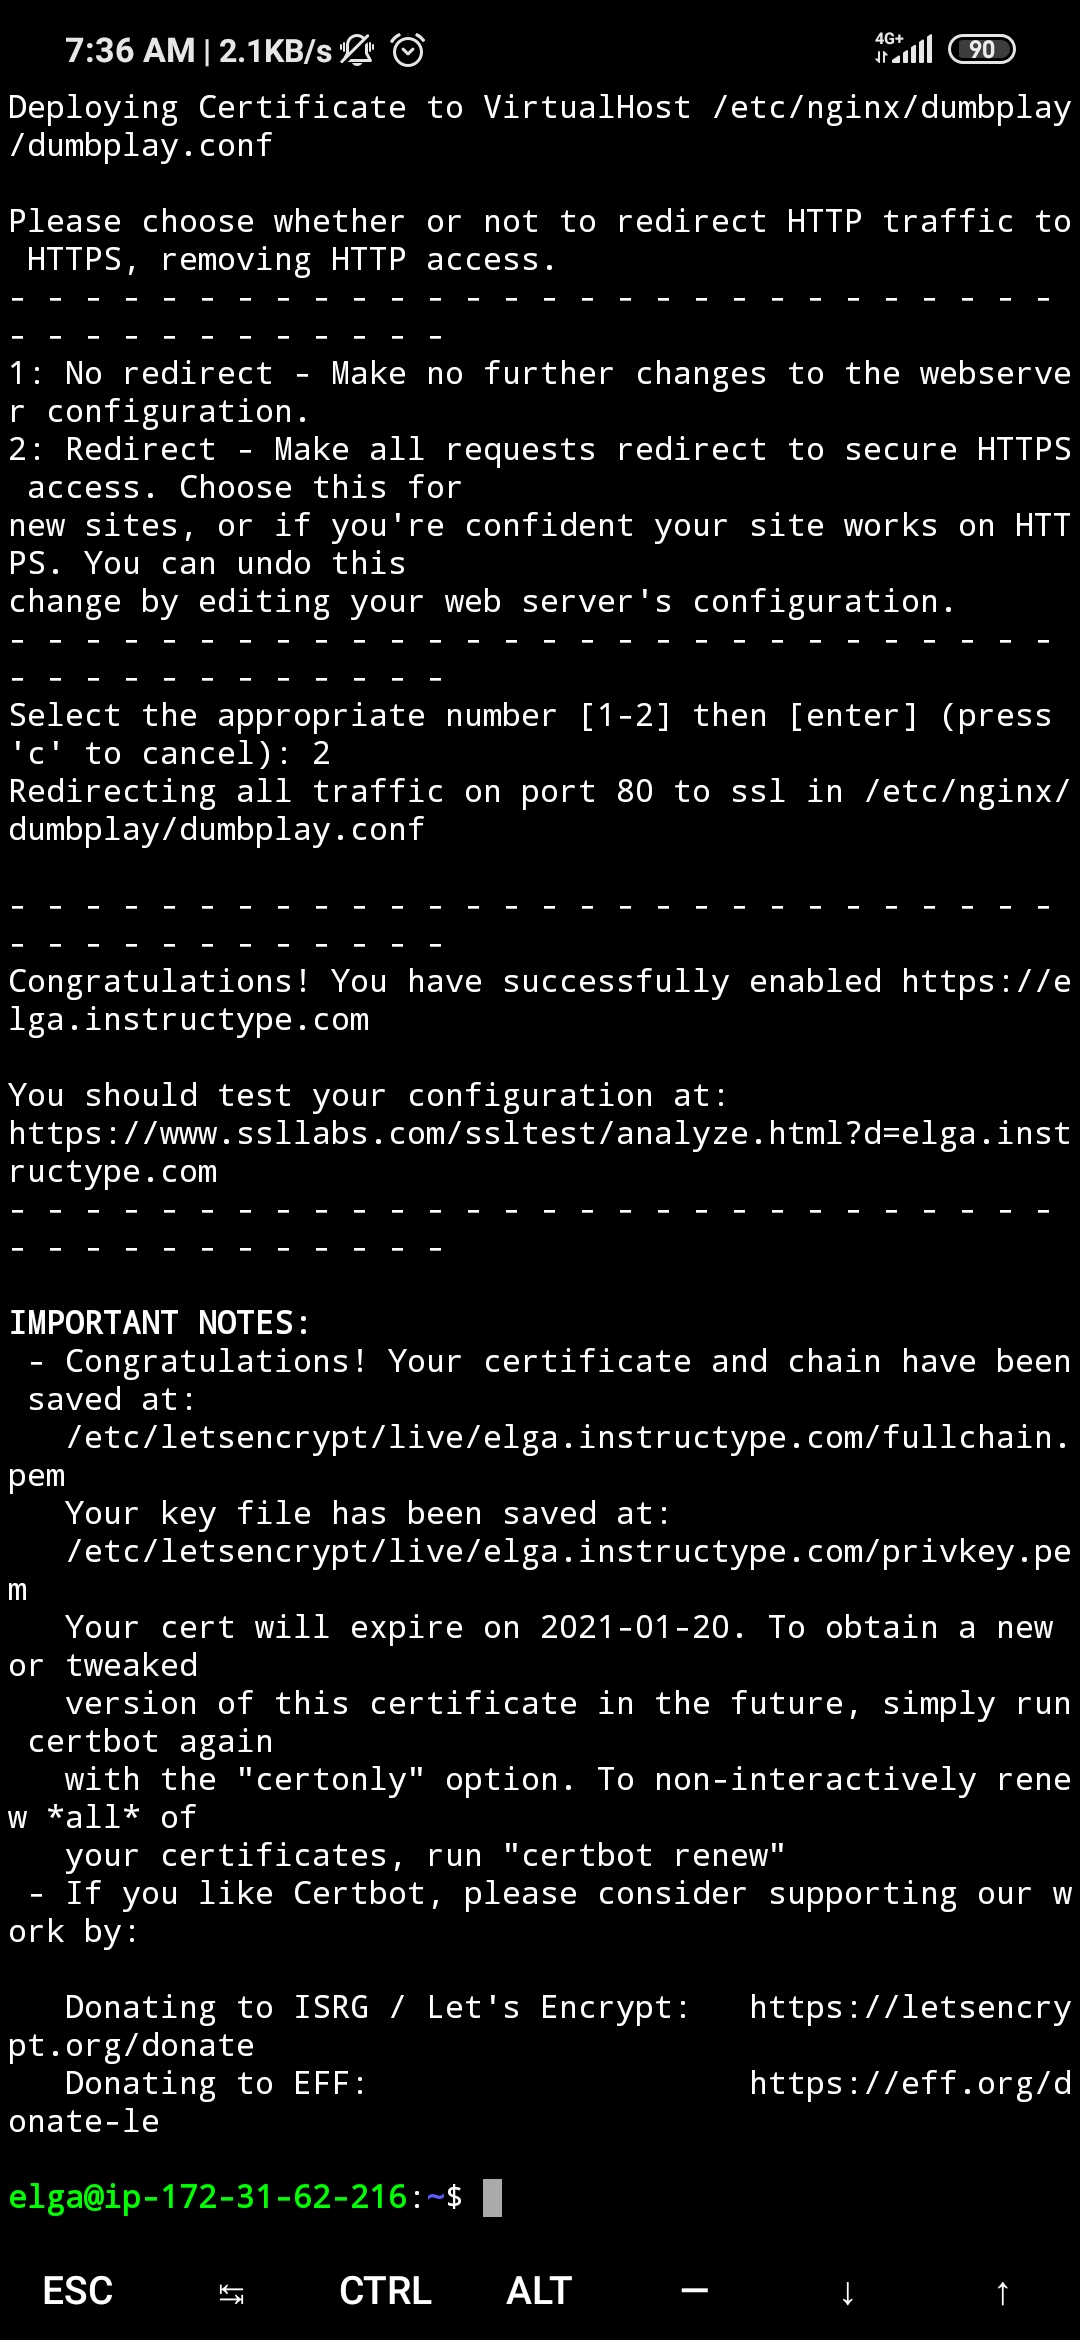 7:36 AM | 2.1KB/s 4G+ 90
Deploying Certificate to VirtualHost /etc/nginx/dumbplay
/dumbplay.conf
Please choose whether or not to redirect HTTP traffic to
HTTPS, removing HTTP access.
- - - - - - - - - - - - - - - - - - - - - - - - - - - -
- - - - - - - - - - - -
1: No redirect - Make no further changes to the webserve
r configuration.
2: Redirect - Make all requests redirect to secure HTTPS
access. Choose this for
new sites, or if you're confident your site works on HTT
PS. You can undo this
change by editing your web server's configuration.
- - - - - - - - - - - - - - - - - - - - - - - - - - - -
- - - - - - - - - - - -
Select the appropriate number [1-2] then [enter] (press
'c' to cancel): 2
Redirecting all traffic on port 80 to ssl in /etc/nginx/
dumbplay/dumbplay.conf
- - - - - - - - - - - - - - - - - - - - - - - - - - - -
- - - - - - - - - - - -
Congratulations! You have successfully enabled https://e
lga.instructype.com
You should test your configuration at:
https://www.ssllabs.com/ssltest/analyze.html?d=elga.inst
ructype.com
- - - - - - - - - - - - - - - - - - - - - - - - - - - -
- - - - - - - - - - - -
IMPORTANT NOTES:
- Congratulations! Your certificate and chain have been
saved at:
/etc/letsencrypt/live/elga.instructype.com/fullchain.
pem
Your key file has been saved at:
/etc/letsencrypt/live/elga.instructype.com/privkey.pe
m
Your cert will expire on 2021-01-20. To obtain a new
or tweaked
version of this certificate in the future, simply run
certbot again
with the "certonly" option. To non-interactively rene
w *all* of
your certificates, run "certbot renew"
- If you like Certbot, please consider supporting our w
ork by:
Donating to ISRG / Let's Encrypt:   https://letsencry
pt.org/donate
Donating to EFF:                    https://eff.org/d
onate-le
elga@ip-172-31-62-216:~$
ESC ↹ CTRL ALT — ↓ ↑